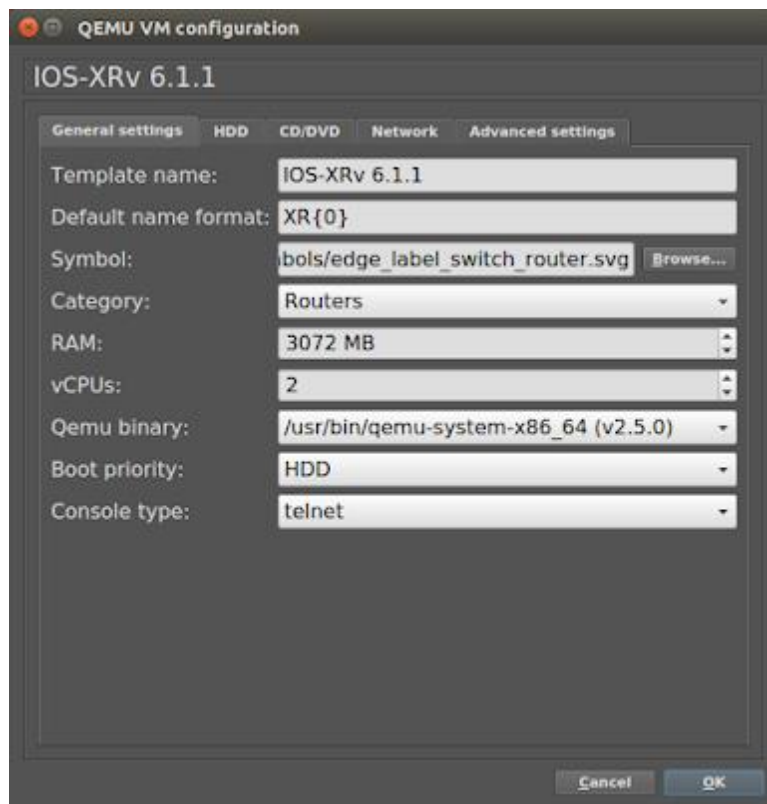 QEMU VM configuration
IOS-XRv 6.1.1
General settings HDD CD/DVD Network Advanced settings
Template name: IOS-XRv 6.1.1
Default name format: XR{0}
Symbol: bols/edge_label_switch_router.svg Browse...
Category: Routers
RAM: 3072 MB
vCPUs: 2
Qemu binary: /usr/bin/qemu-system-x86_64 (v2.5.0)
Boot priority: HDD
Console type: telnet
Cancel OK